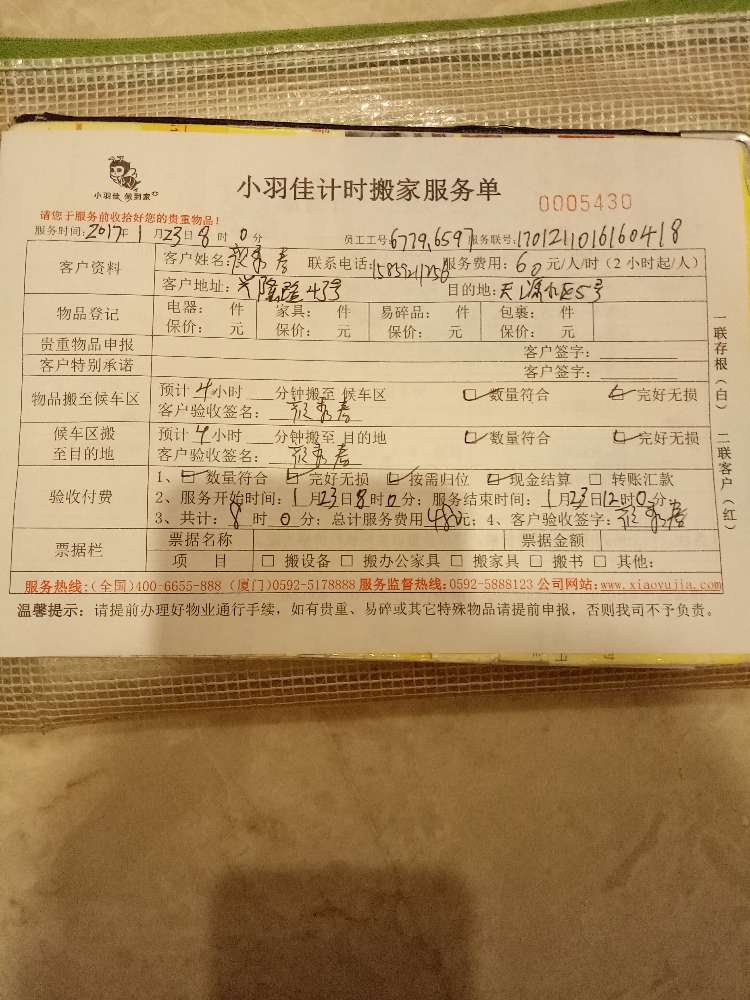 小羽佳 做到家
小羽佳计时搬家服务单
0005430
请您于服务前收拾好您的贵重物品！
服务时间：2017年 1 月 23 日 8 时 0 分 员工工号：6779,6597 服务联号：1701211016160418
客户资料
客户姓名： 联系电话： 服务费用：60 元/人/时（2 小时起/人）
客户地址：兴隆路43号 目的地：天湖小区5号
物品登记
电器： 件 家具： 件 易碎品： 件 包裹： 件
保价： 元 保价： 元 保价： 元 保价： 元
贵重物品申报 客户签字：
客户特别承诺 客户签字：
物品搬至候车区
预计 4 小时 分钟搬至 候车区 数量符合 完好无损
客户验收签名：
候车区搬至目的地
预计 4 小时 分钟搬至 目的地 数量符合 完好无损
客户验收签名：
验收付费
1、数量符合 完好无损 按需归位 现金结算 □ 转账汇款
2、服务开始时间：1 月 23 日 8 时 0 分；服务结束时间：1 月 23 日 12 时 0 分；
3、共计：8 时 0 分；总计服务费用 480 元；4、客户验收签字：
票据栏
票据名称 票据金额
项 目 □ 搬设备 □ 搬办公家具 □ 搬家具 □ 搬书 □ 其他：
服务热线：（全国）400-6655-888（厦门）0592-5178888 服务监督热线：0592-5888123 公司网站：www.xiaoyujia.com
温馨提示：请提前办理好物业通行手续，如有贵重、易碎或其它特殊物品请提前申报，否则我司不予负责。
一联存根（白） 二联客户（红）